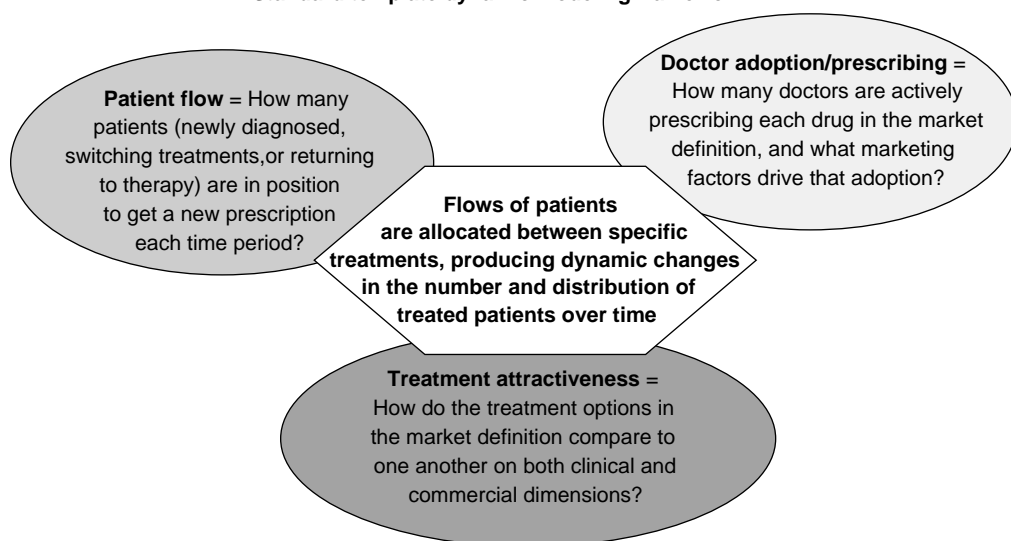 Patient flow = How many
patients (newly diagnosed,
switching treatments,or returning
to therapy) are in position
to get a new prescription
each time period?
Doctor adoption/prescribing =
How many doctors are actively
prescribing each drug in the market
definition, and what marketing
factors drive that adoption?
Flows of patients
are allocated between specific
treatments, producing dynamic changes
in the number and distribution of
treated patients over time
Treatment attractiveness =
How do the treatment options in
the market definition compare to
one another on both clinical and
commercial dimensions?